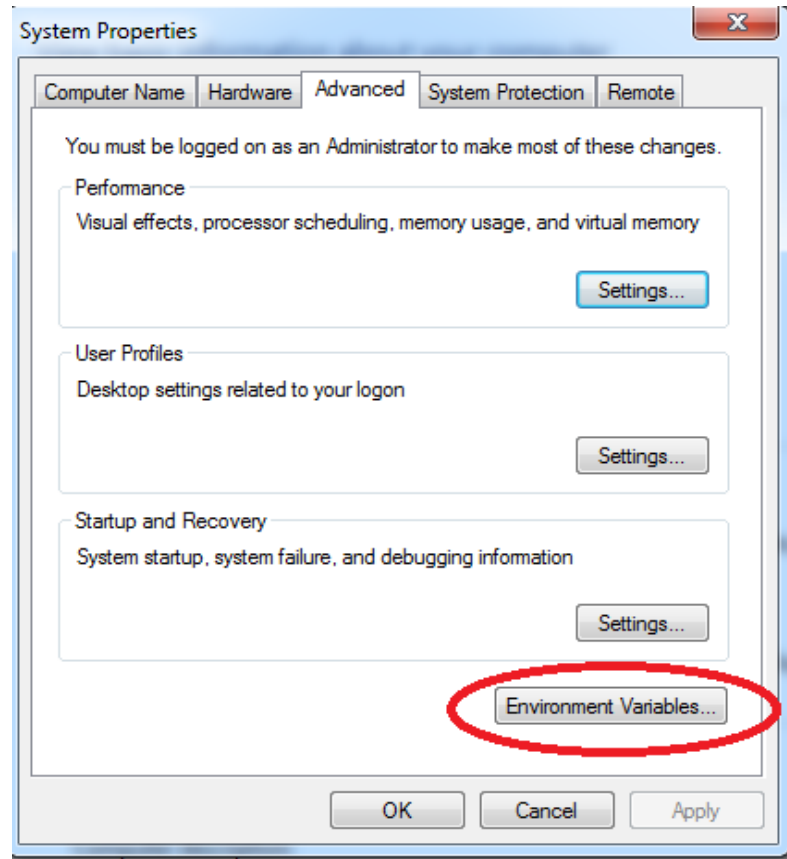 System Properties
Computer Name Hardware Advanced System Protection Remote
You must be logged on as an Administrator to make most of these changes.
Performance
Visual effects, processor scheduling, memory usage, and virtual memory
Settings...
User Profiles
Desktop settings related to your logon
Settings...
Startup and Recovery
System startup, system failure, and debugging information
Settings...
Environment Variables...
OK Cancel Apply